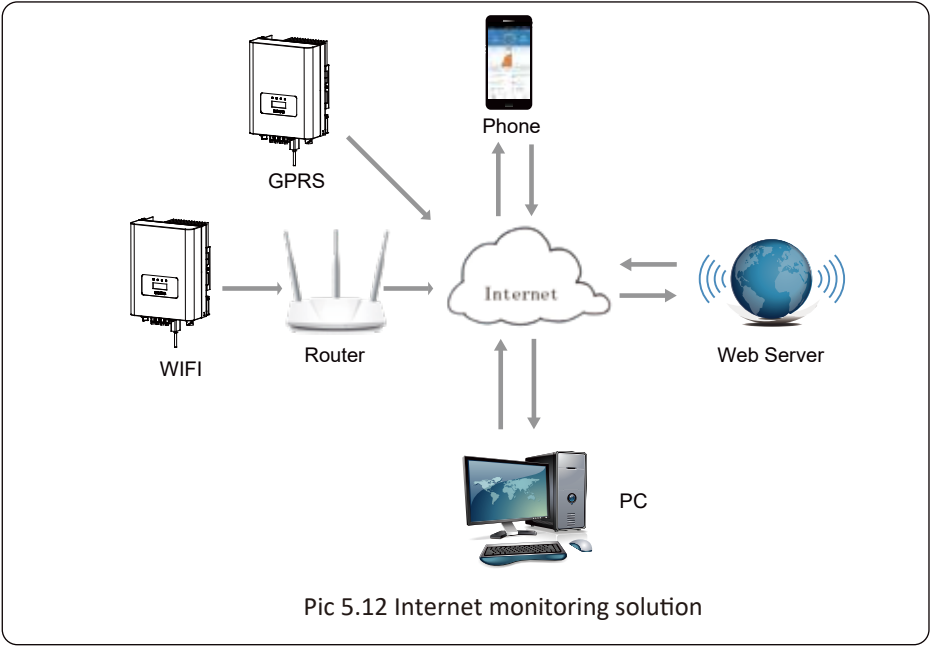 Phone
GPRS
Internet
WIFI
Router
Web Server
PC
Pic 5.12 Internet monitoring solution